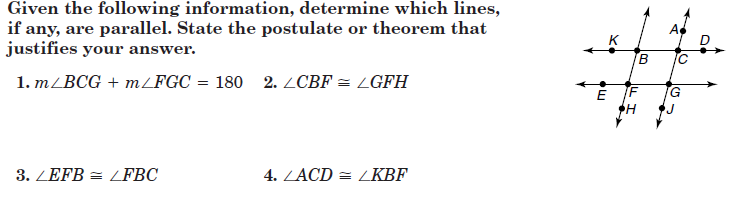 Given the following information, determine which lines,
if any, are parallel. State the postulate or theorem that
justifies your answer.
1. m∠BCG + m∠FGC = 180 2. ∠CBF ≅ ∠GFH
3. ∠EFB ≅ ∠FBC 4. ∠ACD ≅ ∠KBF
A
K D
B C
E F G
H J